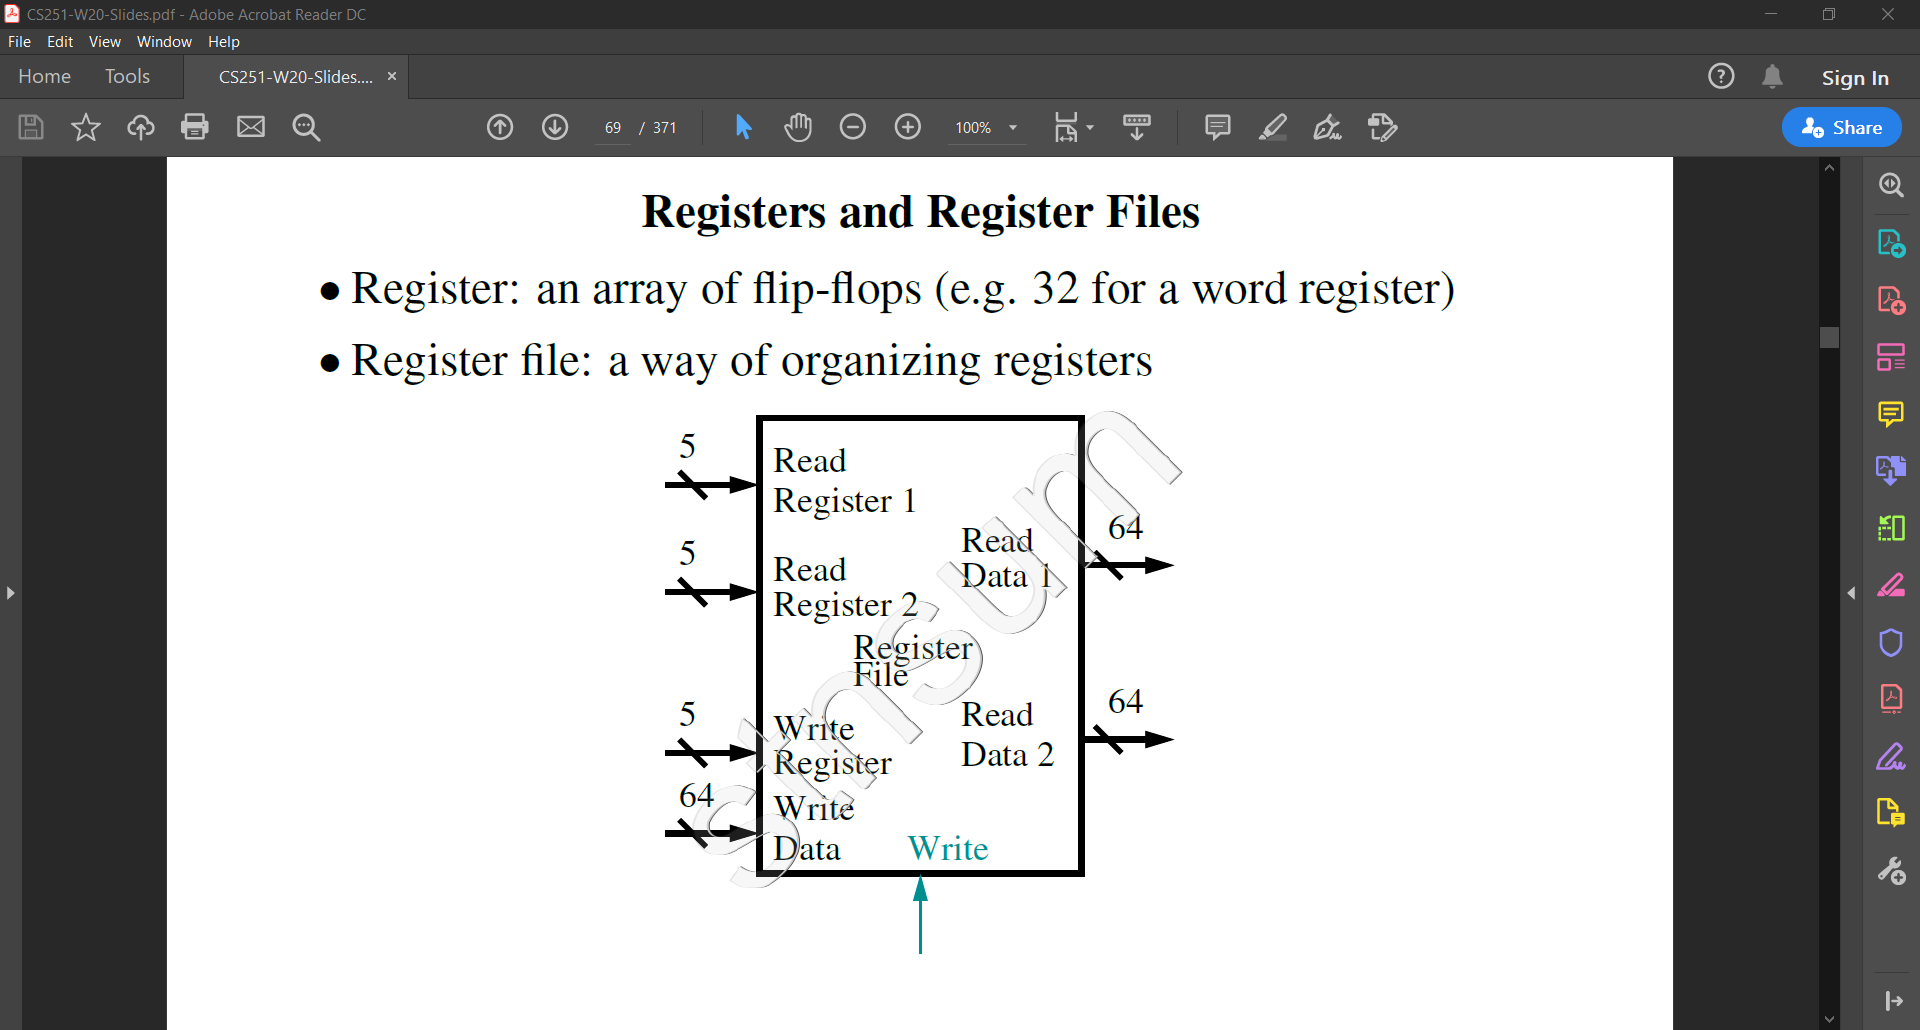 CS251-W20-Slides.pdf - Adobe Acrobat Reader DC
File Edit View Window Help
Home Tools CS251-W20-Slides.... × Sign In
69 / 371 100% Share
Registers and Register Files
• Register: an array of flip-flops (e.g. 32 for a word register)
• Register file: a way of organizing registers
5
Read
Register 1
64
Read
Data 1
5
Read
Register 2
Register
File
5
Write
Register
64
Read
Data 2
64
Write
Data
Write
stnsum